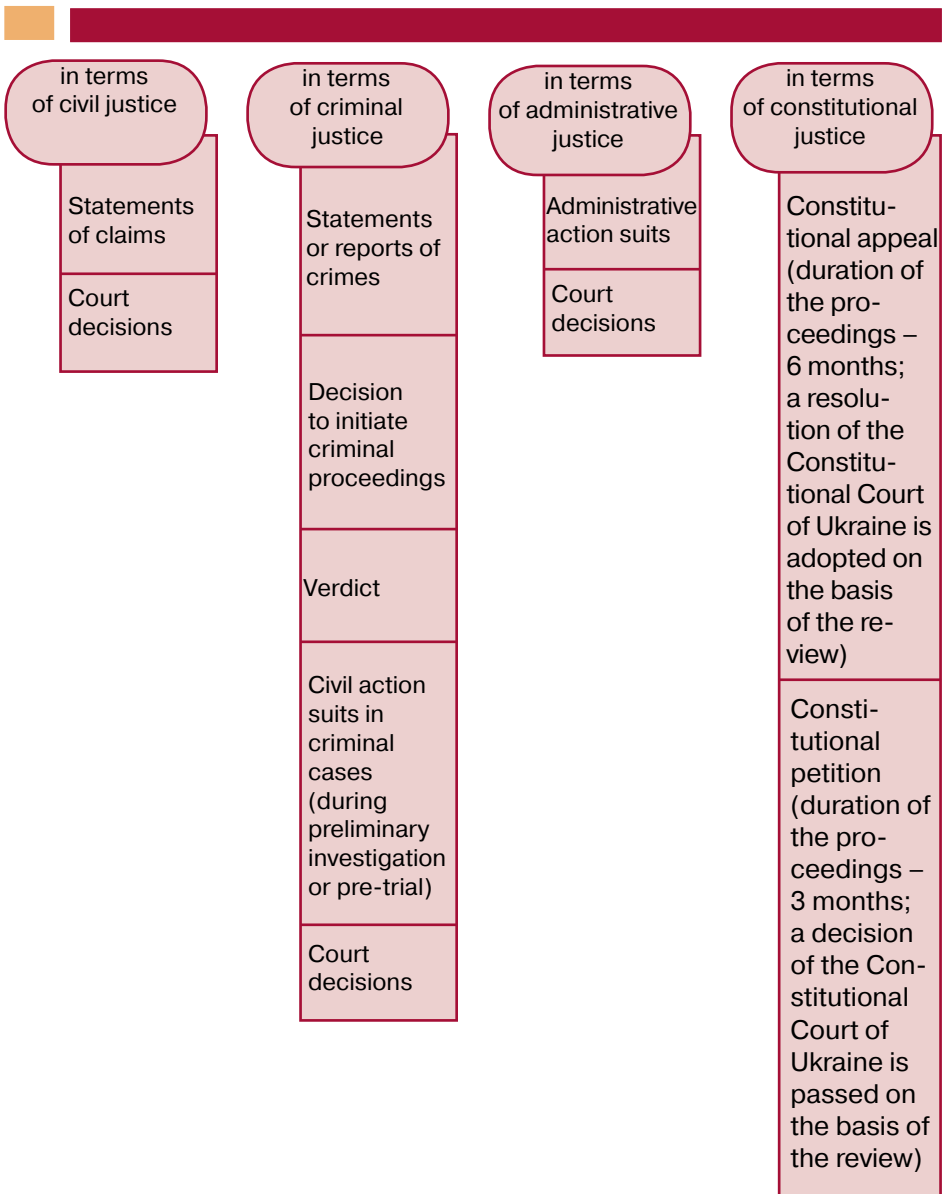 in terms
of civil justice
Statements
of claims
Court
decisions
in terms
of criminal
justice
Statements
or reports of
crimes
Decision
to initiate
criminal
proceedings
Verdict
Civil action
suits in
criminal
cases
(during
preliminary
investigation
or pre-trial)
Court
decisions
in terms
of administrative
justice
Administrative
action suits
Court
decisions
in terms
of constitutional
justice
Constitu-
tional appeal
(duration of
the pro-
ceedings –
6 months;
a resolu-
tion of the
Constitu-
tional Court
of Ukraine is
adopted on
the basis
of the re-
view)
Consti-
tutional
petition
(duration of
the pro-
ceedings –
3 months;
a decision
of the Con-
stitutional
Court of
Ukraine is
passed on
the basis of
the review)